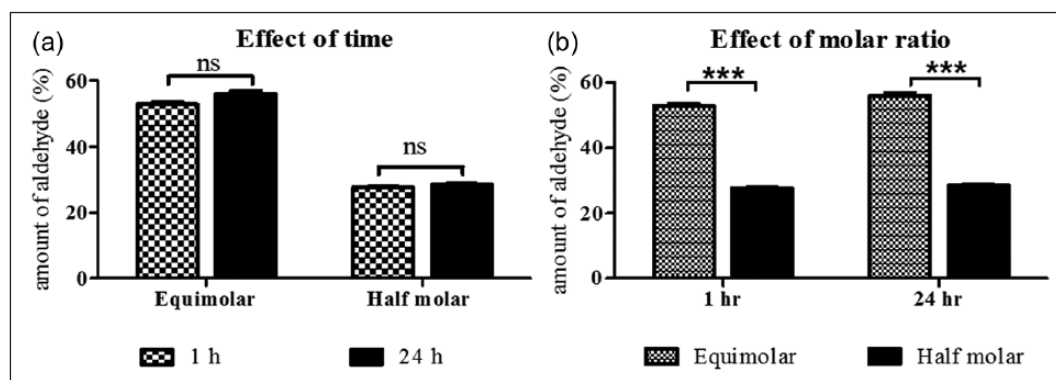 (a)
Effect of time
amount of aldehyde (%)
60
40
20
0
ns
ns
Equimolar
Half molar
1 h
24 h
(b)
Effect of molar ratio
amount of aldehyde (%)
60
40
20
0
***
***
1 hr
24 hr
Equimolar
Half molar